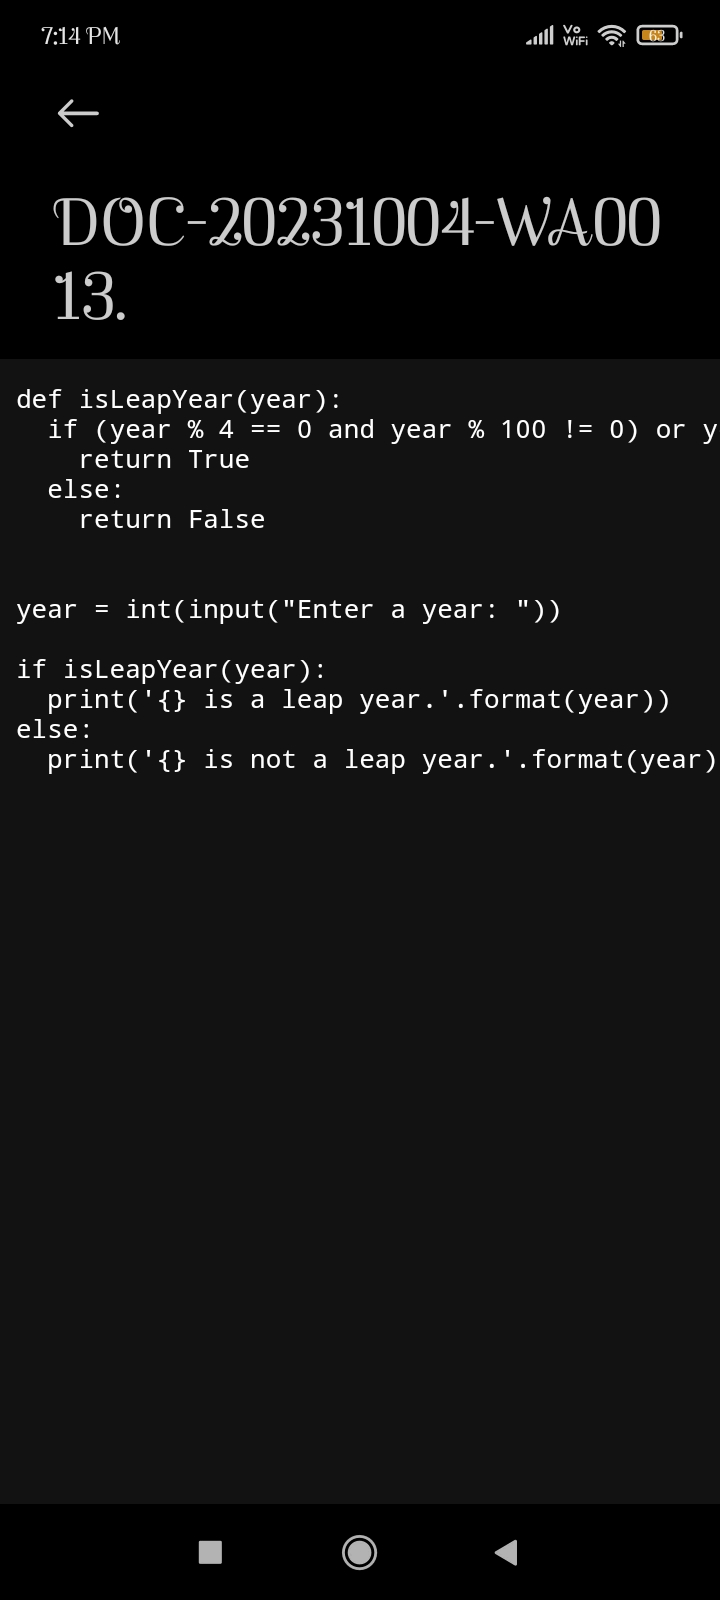 7:14 PM
Vo
WiFi
63
DOC-20231004-WA00
13.
def isLeapYear(year):
  if (year % 4 == 0 and year % 100 != 0) or y
    return True
  else:
    return False
year = int(input("Enter a year: "))
if isLeapYear(year):
  print('{} is a leap year.'.format(year))
else:
  print('{} is not a leap year.'.format(year)